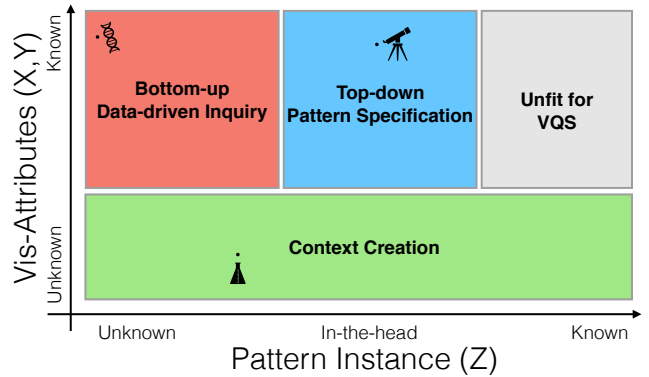 Vis-Attributes (X,Y)
Known
Unknown
Bottom-up
Data-driven Inquiry
Top-down
Pattern Specification
Unfit for
VQS
Context Creation
Unknown
In-the-head
Known
Pattern Instance (Z)